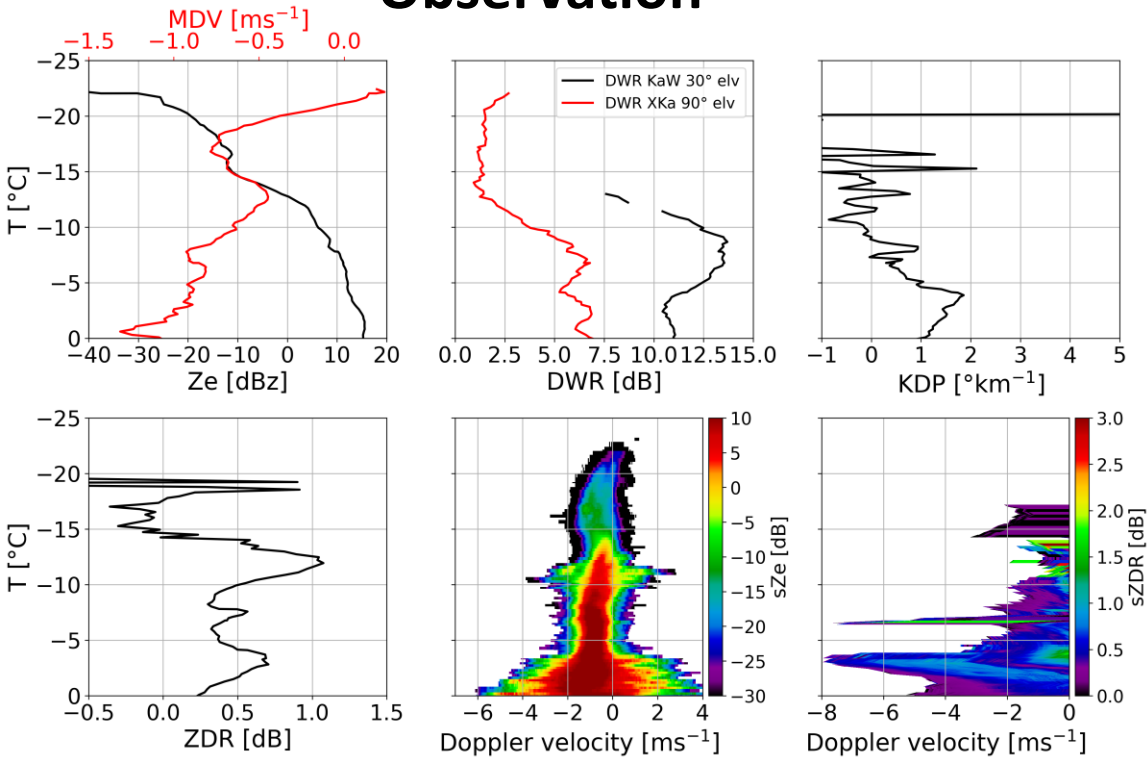 Observation
MDV [ms⁻¹]
−1.5 −1.0 −0.5 0.0
−25
−20
−15
−10
−5
0
T [°C]
−40 −30 −20 −10 0 10 20
Ze [dBz]
DWR KaW 30° elv
DWR XKa 90° elv
0.0 2.5 5.0 7.5 10.0 12.5 15.0
DWR [dB]
−1 0 1 2 3 4 5
KDP [°km⁻¹]
−25
−20
−15
−10
−5
0
T [°C]
−0.5 0.0 0.5 1.0 1.5
ZDR [dB]
−6 −4 −2 0 2 4
Doppler velocity [ms⁻¹]
10
5
0
−5
−10
−15
−20
−25
−30
sZe [dB]
−8 −6 −4 −2 0
Doppler velocity [ms⁻¹]
3.0
2.5
2.0
1.5
1.0
0.5
0.0
sZDR [dB]